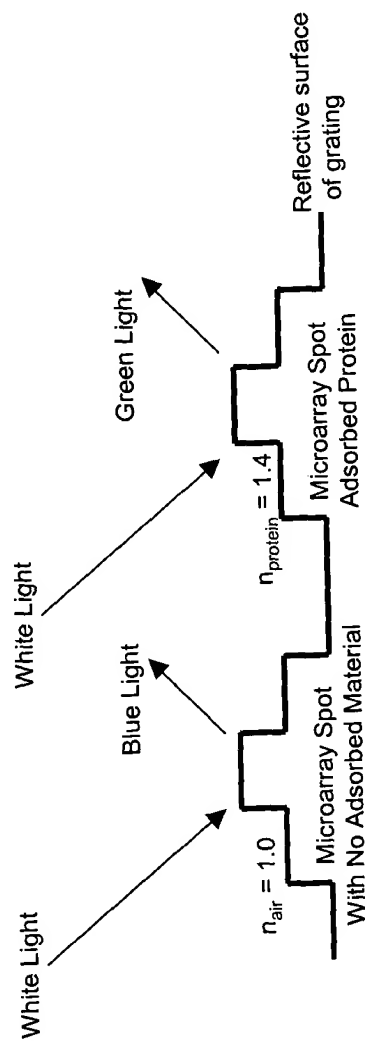 White Light
Blue Light
n_air = 1.0
Microarray Spot
With No Adsorbed Material
White Light
Green Light
n_protein = 1.4
Microarray Spot
Adsorbed Protein
Reflective surface
of grating